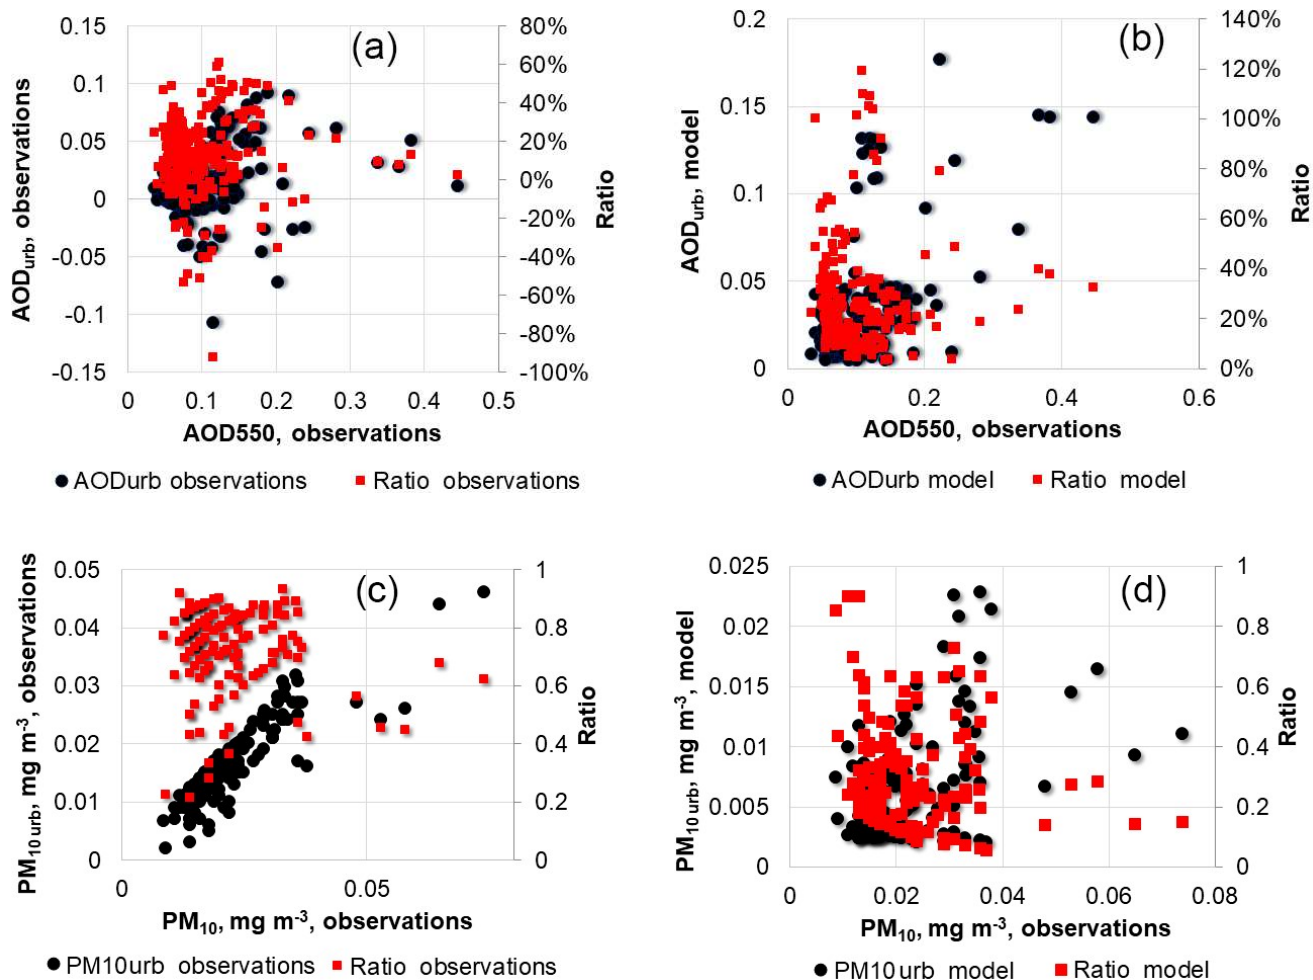 (a)
0.15
0.1
0.05
0
-0.05
-0.1
-0.15
AODurb, observations
80%
60%
40%
20%
0%
-20%
-40%
-60%
-80%
-100%
Ratio
0 0.1 0.2 0.3 0.4 0.5
AOD550, observations
AODurb observations Ratio observations
(b)
0.2
0.15
0.1
0.05
0
AODurb, model
140%
120%
100%
80%
60%
40%
20%
0%
Ratio
0 0.2 0.4 0.6
AOD550, observations
AODurb model Ratio model
(c)
0.05
0.04
0.03
0.02
0.01
0
PM10 urb, mg m-3, observations
1
0.8
0.6
0.4
0.2
0
Ratio
0 0.05
PM10, mg m-3, observations
PM10urb observations Ratio observations
(d)
0.025
0.02
0.015
0.01
0.005
0
PM10 urb, mg m-3, model
1
0.8
0.6
0.4
0.2
0
Ratio
0 0.02 0.04 0.06 0.08
PM10, mg m-3, observations
PM10urb model Ratio model